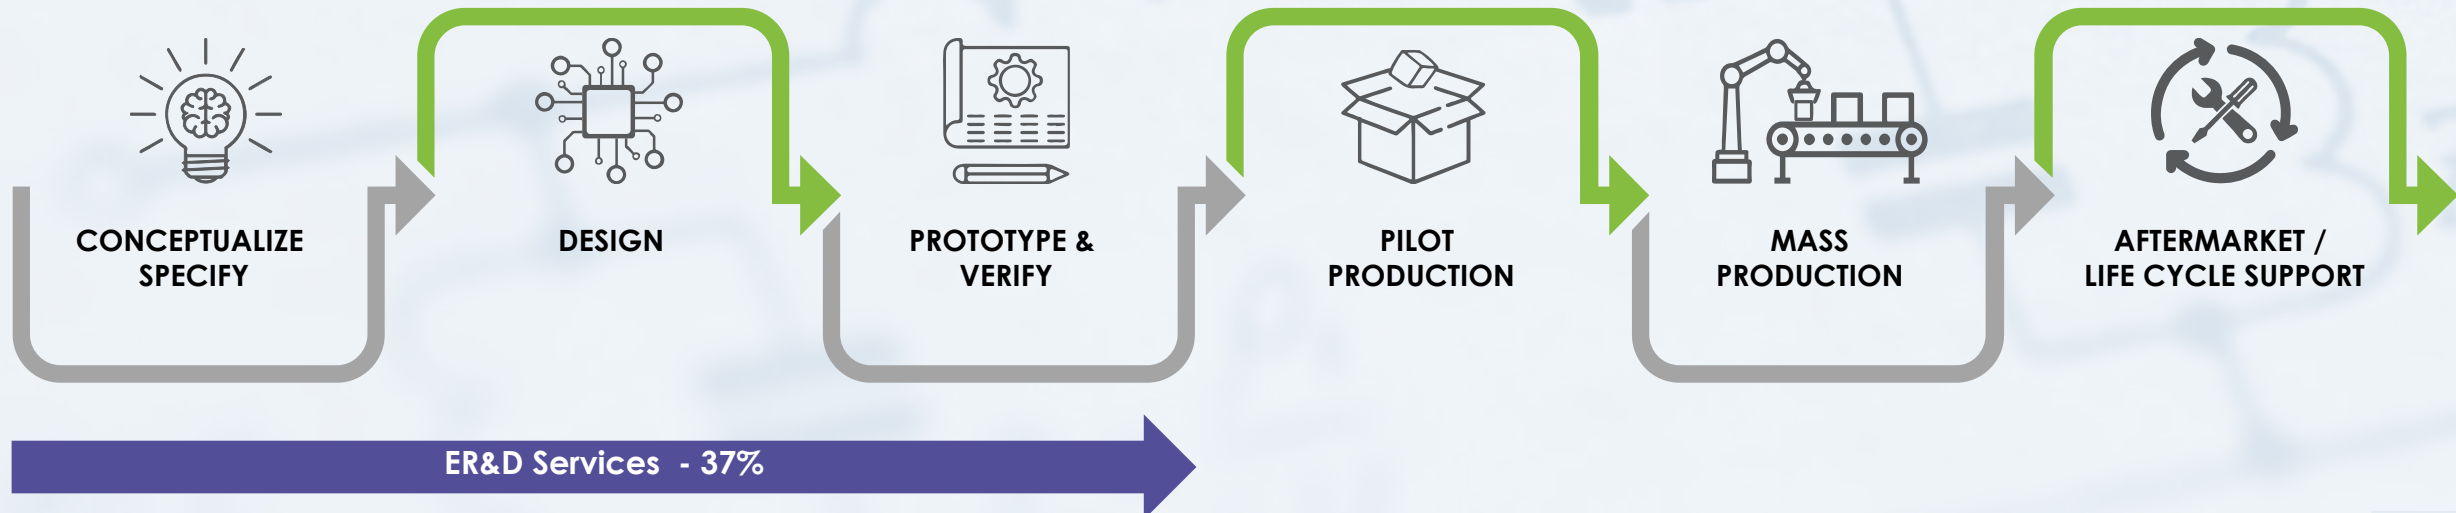 CONCEPTUALIZE
SPECIFY
DESIGN
PROTOTYPE &
VERIFY
PILOT
PRODUCTION
MASS
PRODUCTION
AFTERMARKET /
LIFE CYCLE SUPPORT
ER&D Services - 37%